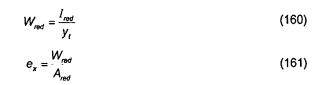 W_red = I_red / y_t (160)
e_x = W_red / A_red (161)